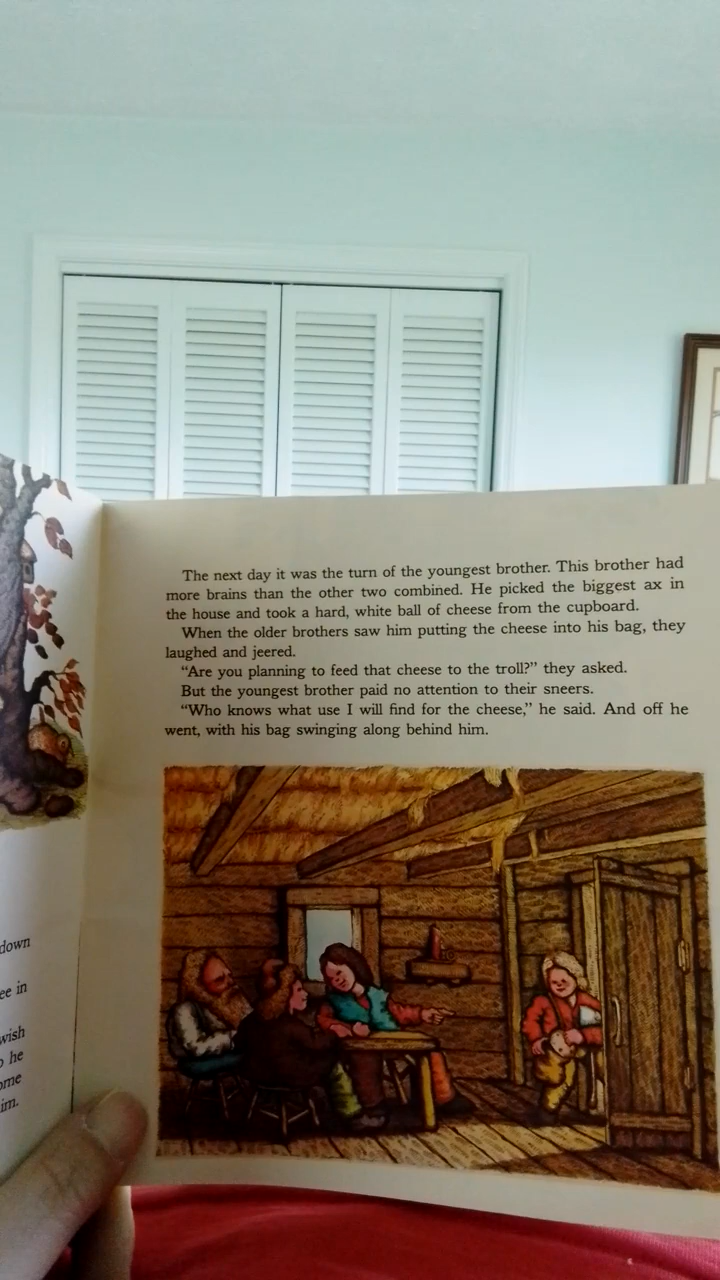 down
ee in
wish
he
ome
im.
The next day it was the turn of the youngest brother. This brother had
more brains than the other two combined. He picked the biggest ax in
the house and took a hard, white ball of cheese from the cupboard.
When the older brothers saw him putting the cheese into his bag, they
laughed and jeered.
“Are you planning to feed that cheese to the troll?” they asked.
But the youngest brother paid no attention to their sneers.
“Who knows what use I will find for the cheese,” he said. And off he
went, with his bag swinging along behind him.